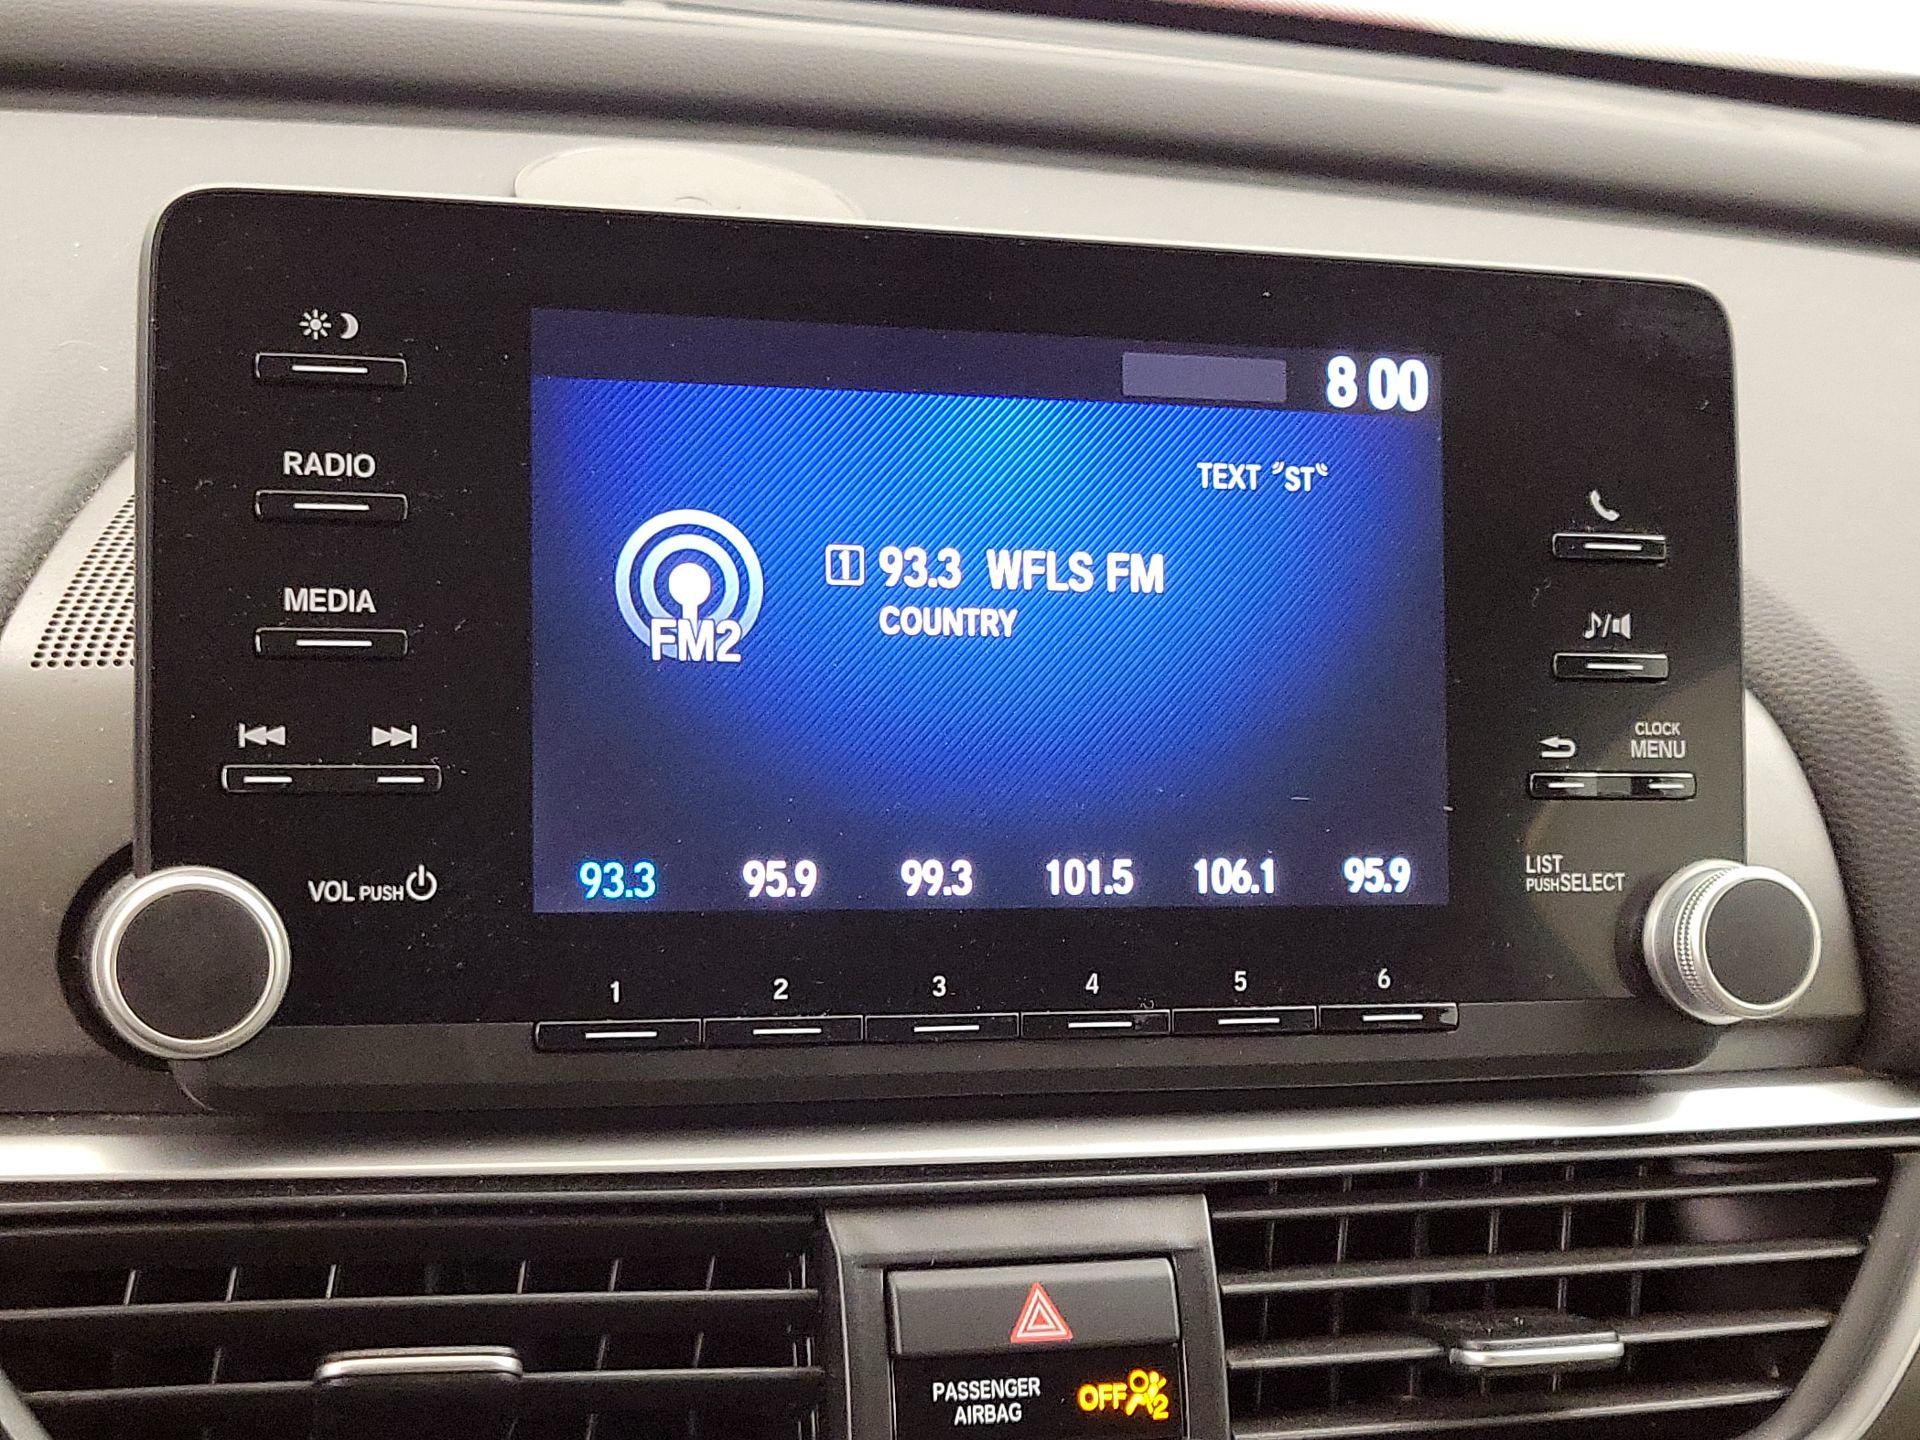 8 00
RADIO
TEXT "ST"
1 93.3 WFLS FM
COUNTRY
FM2
MEDIA
CLOCK
MENU
VOL PUSH
93.3 95.9 99.3 101.5 106.1 95.9
LIST
PUSH SELECT
1 2 3 4 5 6
PASSENGER
AIRBAG
OFF 2